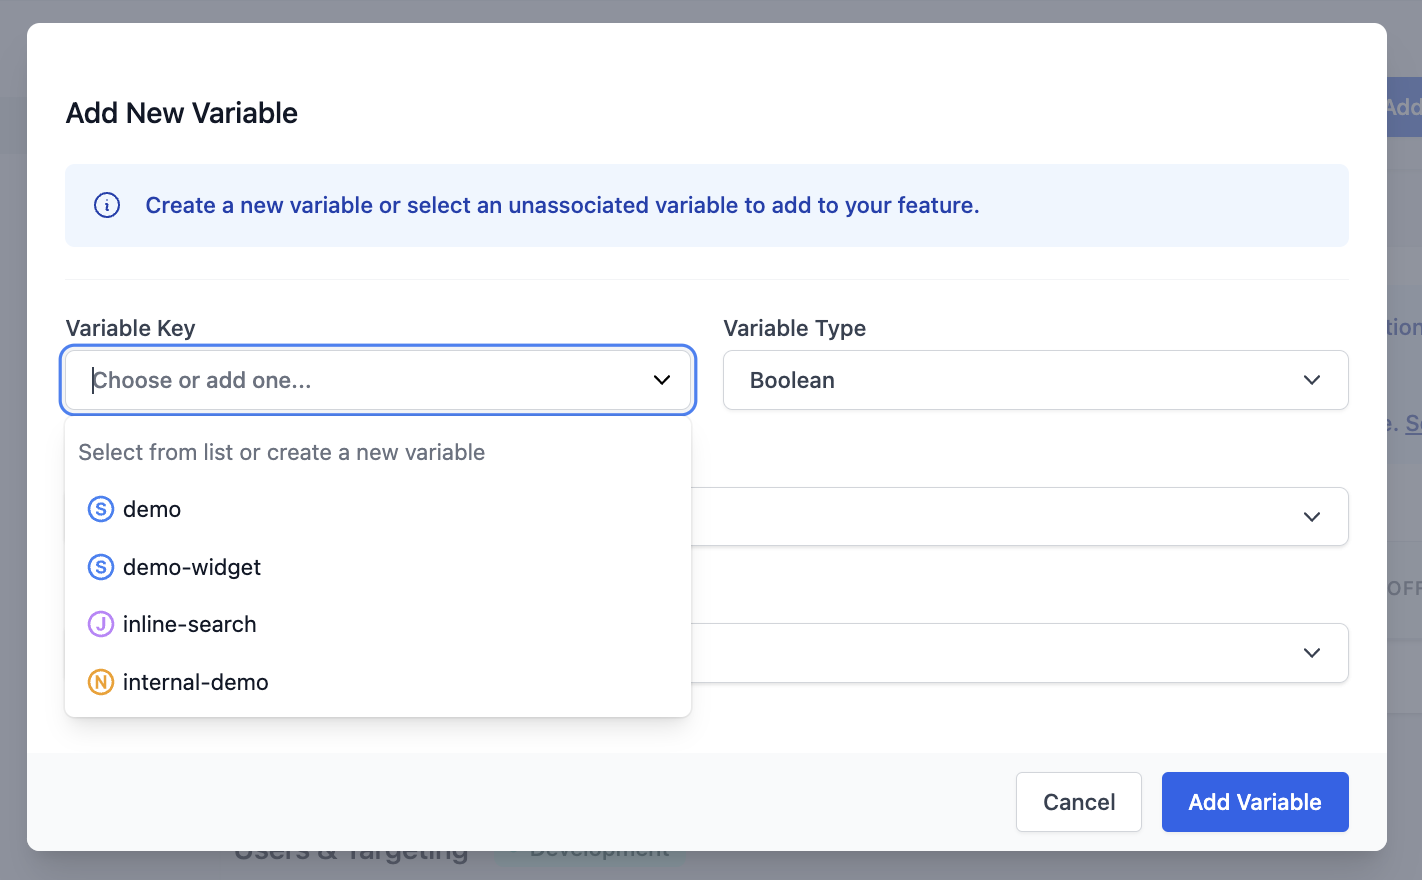 Add New Variable
Add
Create a new variable or select an unassociated variable to add to your feature.
Variable Key
Variable Type
Choose or add one...
Boolean
Select from list or create a new variable
S demo
S demo-widget
J inline-search
N internal-demo
OFF
Cancel
Add Variable
Users & Targeting
Development